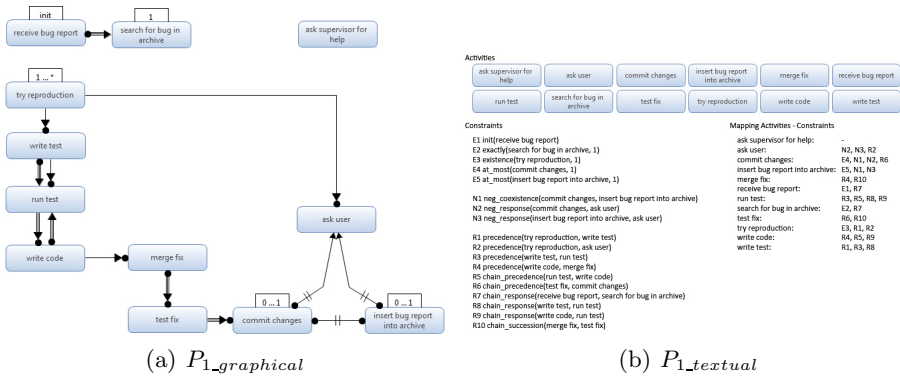 init
receive bug report
1
search for bug in
archive
ask supervisor for
help
1 ... *
try reproduction
write test
run test
write code
merge fix
test fix
ask user
0 ... 1
commit changes
0 ... 1
insert bug report
into archive
(a) P1_graphical
Activities
ask supervisor for
help
ask user
commit changes
insert bug report
into archive
merge fix
receive bug report
run test
search for bug in
archive
test fix
try reproduction
write code
write test
Constraints
E1 init(receive bug report)
E2 exactly(search for bug in archive, 1)
E3 existence(try reproduction, 1)
E4 at_most(commit changes, 1)
E5 at_most(insert bug report into archive, 1)
N1 neg_coexistence(commit changes, insert bug report into archive)
N2 neg_response(commit changes, ask user)
N3 neg_response(insert bug report into archive, ask user)
R1 precedence(try reproduction, write test)
R2 precedence(try reproduction, ask user)
R3 precedence(write test, run test)
R4 precedence(write code, merge fix)
R5 chain_precedence(run test, write code)
R6 chain_precedence(test fix, commit changes)
R7 chain_response(receive bug report, search for bug in archive)
R8 chain_response(write test, run test)
R9 chain_response(write code, run test)
R10 chain_succession(merge fix, test fix)
Mapping Activities - Constraints
ask supervisor for help: -
ask user: N2, N3, R2
commit changes: E4, N1, N2, R6
insert bug report into archive: E5, N1, N3
merge fix: R4, R10
receive bug report: E1, R7
run test: R3, R5, R8, R9
search for bug in archive: E2, R7
test fix: R6, R10
try reproduction: E3, R1, R2
write code: R4, R5, R9
write test: R1, R3, R8
(b) P1_textual